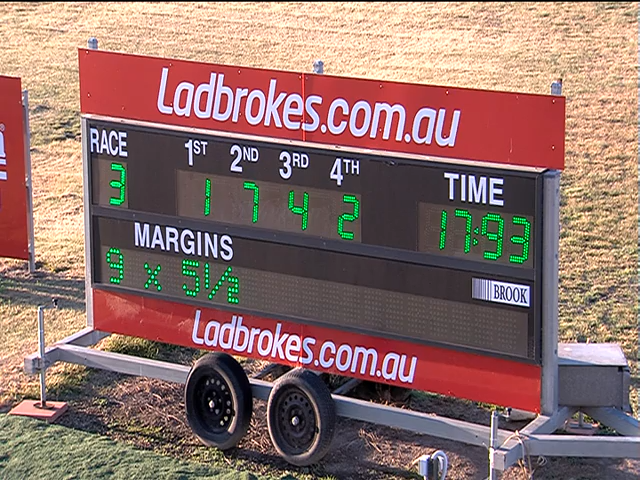 Ladbrokes.com.au
RACE 1ST 2ND 3RD 4TH TIME
3 1 7 4 2 17:93
MARGINS
9 x 5½
BROOK
Ladbrokes.com.au